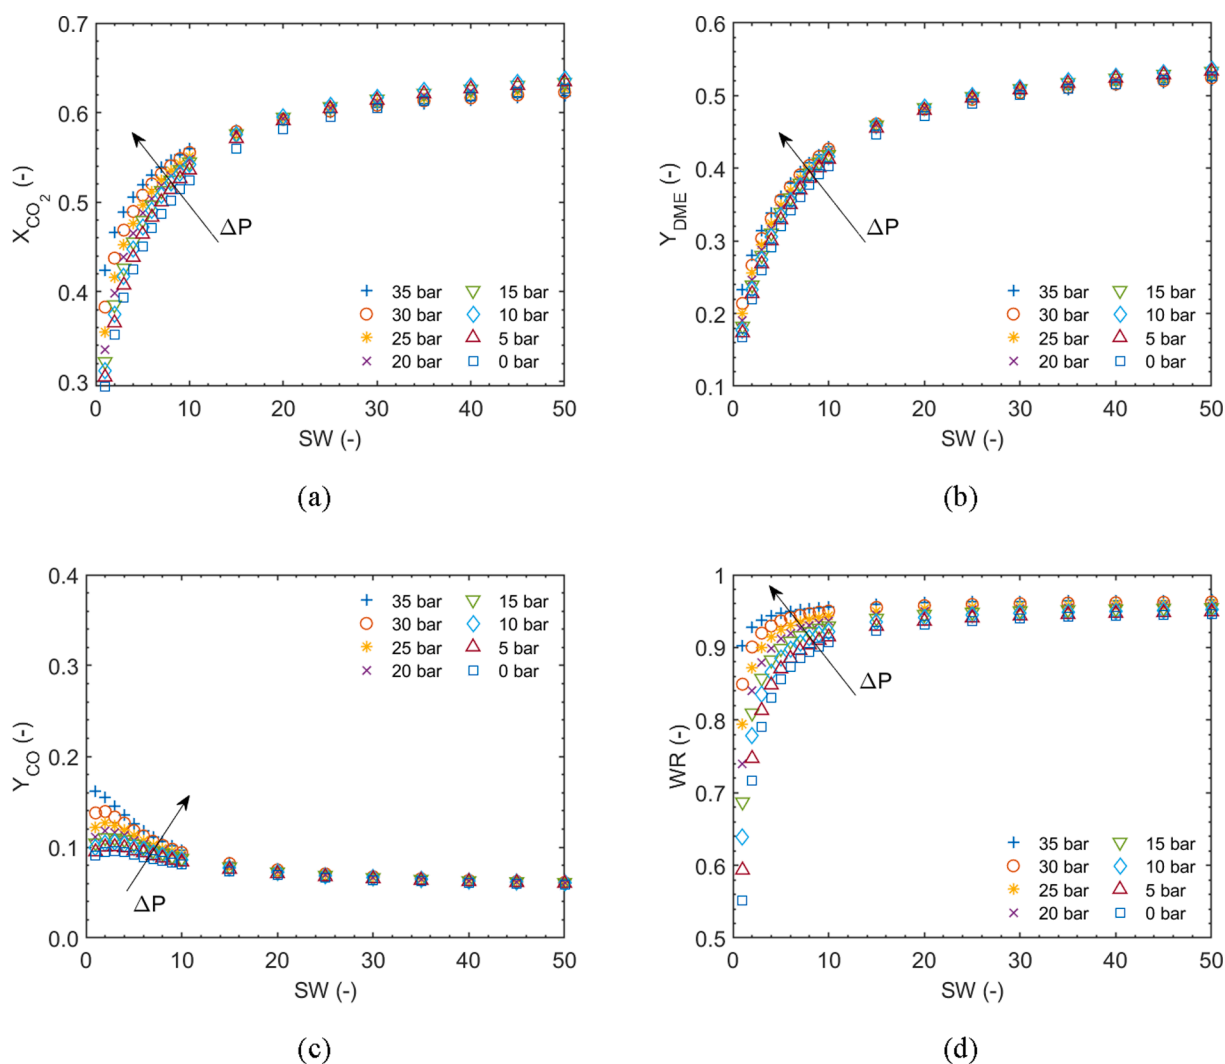 0.7
0.6
0.5
0.4
0.3
X_CO₂ (-)
ΔP
35 bar 15 bar
30 bar 10 bar
25 bar 5 bar
20 bar 0 bar
0 10 20 30 40 50
SW (-)
(a)
0.6
0.5
0.4
0.3
0.2
0.1
Y_DME (-)
ΔP
35 bar 15 bar
30 bar 10 bar
25 bar 5 bar
20 bar 0 bar
0 10 20 30 40 50
SW (-)
(b)
0.4
0.3
0.2
0.1
0.0
Y_CO (-)
35 bar 15 bar
30 bar 10 bar
25 bar 5 bar
20 bar 0 bar
ΔP
0 10 20 30 40 50
SW (-)
(c)
1
0.9
0.8
0.7
0.6
0.5
WR (-)
ΔP
35 bar 15 bar
30 bar 10 bar
25 bar 5 bar
20 bar 0 bar
0 10 20 30 40 50
SW (-)
(d)